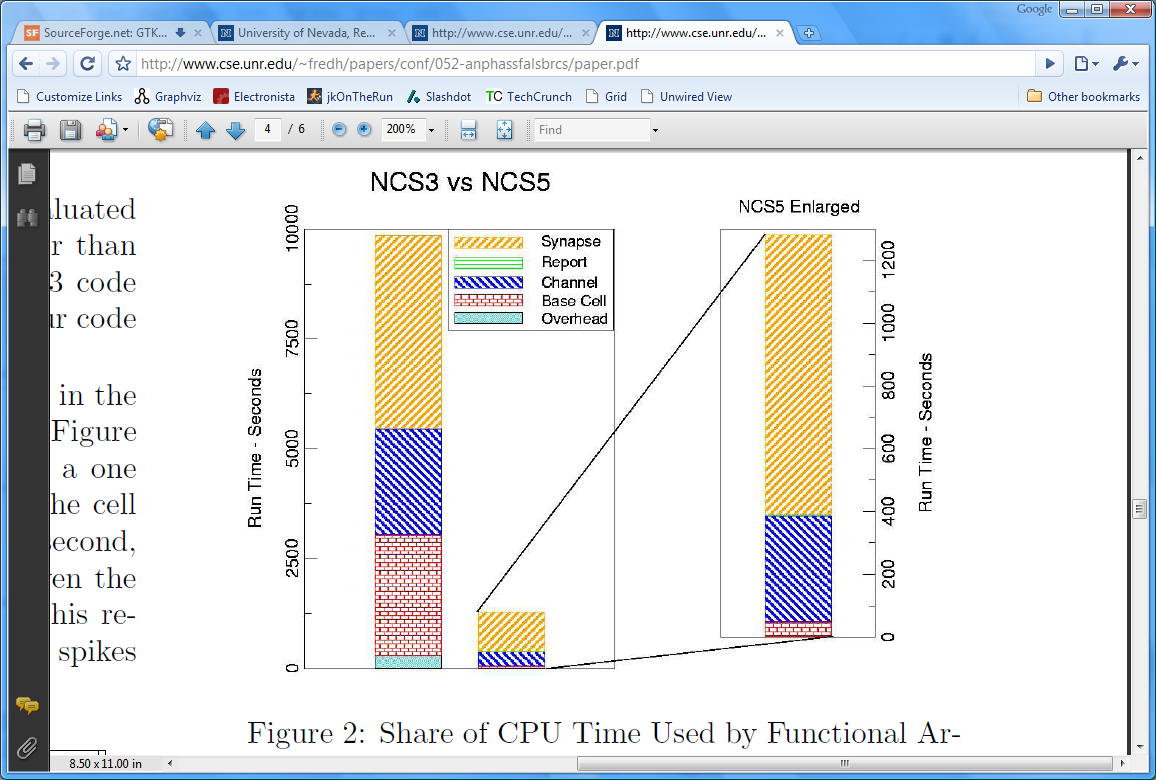 Google
SF SourceForge.net: GTK...
N University of Nevada, Re...
N http://www.cse.unr.edu/...
N http://www.cse.unr.edu/...
http://www.cse.unr.edu/~fredh/papers/conf/052-anphassfalsbrcs/paper.pdf
Customize Links Graphviz Electronista jkOnTheRun Slashdot TC TechCrunch Grid Unwired View Other bookmarks
4 / 6 200% Find
aluated
r than
3 code
ur code
in the
Figure
a one
he cell
second,
en the
his re-
spikes
NCS3 vs NCS5
Run Time - Seconds
10000
7500
5000
2500
0
Synapse
Report
Channel
Base Cell
Overhead
NCS5 Enlarged
1200
1000
800
600
400
200
0
Run Time - Seconds
Figure 2: Share of CPU Time Used by Functional Ar-
8.50 x 11.00 in